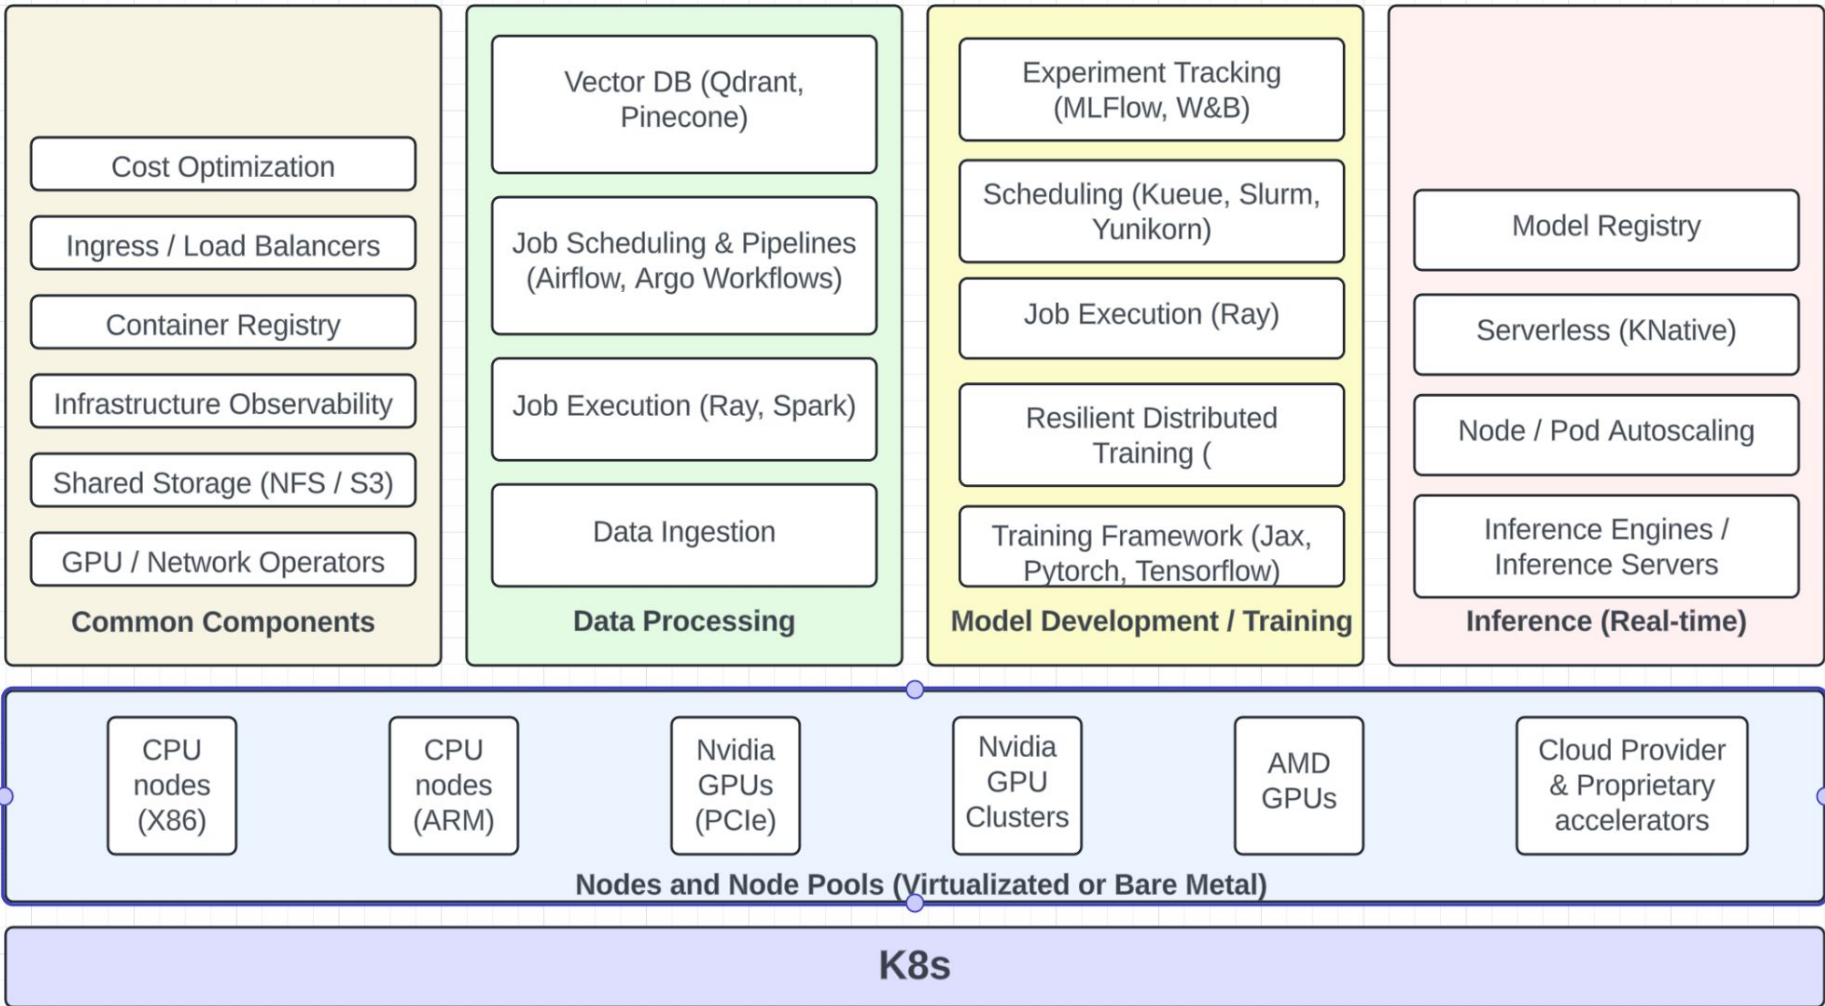 Cost Optimization
Ingress / Load Balancers
Container Registry
Infrastructure Observability
Shared Storage (NFS / S3)
GPU / Network Operators
Common Components
Vector DB (Qdrant,
Pinecone)
Job Scheduling & Pipelines
(Airflow, Argo Workflows)
Job Execution (Ray, Spark)
Data Ingestion
Data Processing
Experiment Tracking
(MLFlow, W&B)
Scheduling (Kueue, Slurm,
Yunikorn)
Job Execution (Ray)
Resilient Distributed
Training (
Training Framework (Jax,
Pytorch, Tensorflow)
Model Development / Training
Model Registry
Serverless (KNative)
Node / Pod Autoscaling
Inference Engines /
Inference Servers
Inference (Real-time)
CPU
nodes
(X86)
CPU
nodes
(ARM)
Nvidia
GPUs
(PCIe)
Nvidia
GPU
Clusters
AMD
GPUs
Cloud Provider
& Proprietary
accelerators
Nodes and Node Pools (Virtualizated or Bare Metal)
K8s